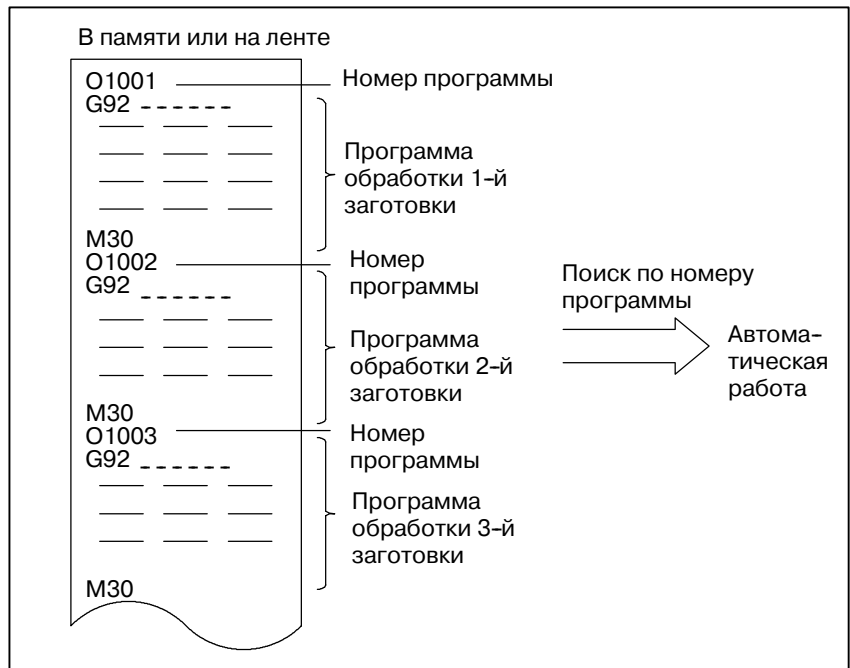 В памяти или на ленте
O1001
Номер программы
G92 ------
Программа
обработки 1-й
заготовки
M30
O1002
Номер
программы
G92 ------
Программа
обработки 2-й
заготовки
M30
O1003
Номер
программы
G92 ------
Программа
обработки 3-й
заготовки
M30
Поиск по номеру
программы
Автома-
тическая
работа